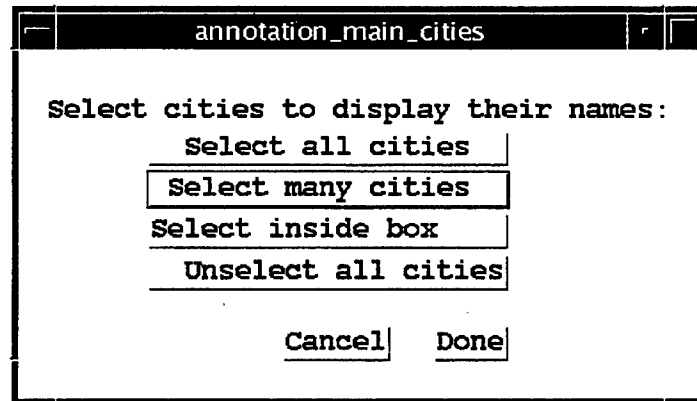 annotation_main_cities
Select cities to display their names:
Select all cities
Select many cities
Select inside box
Unselect all cities
Cancel Done